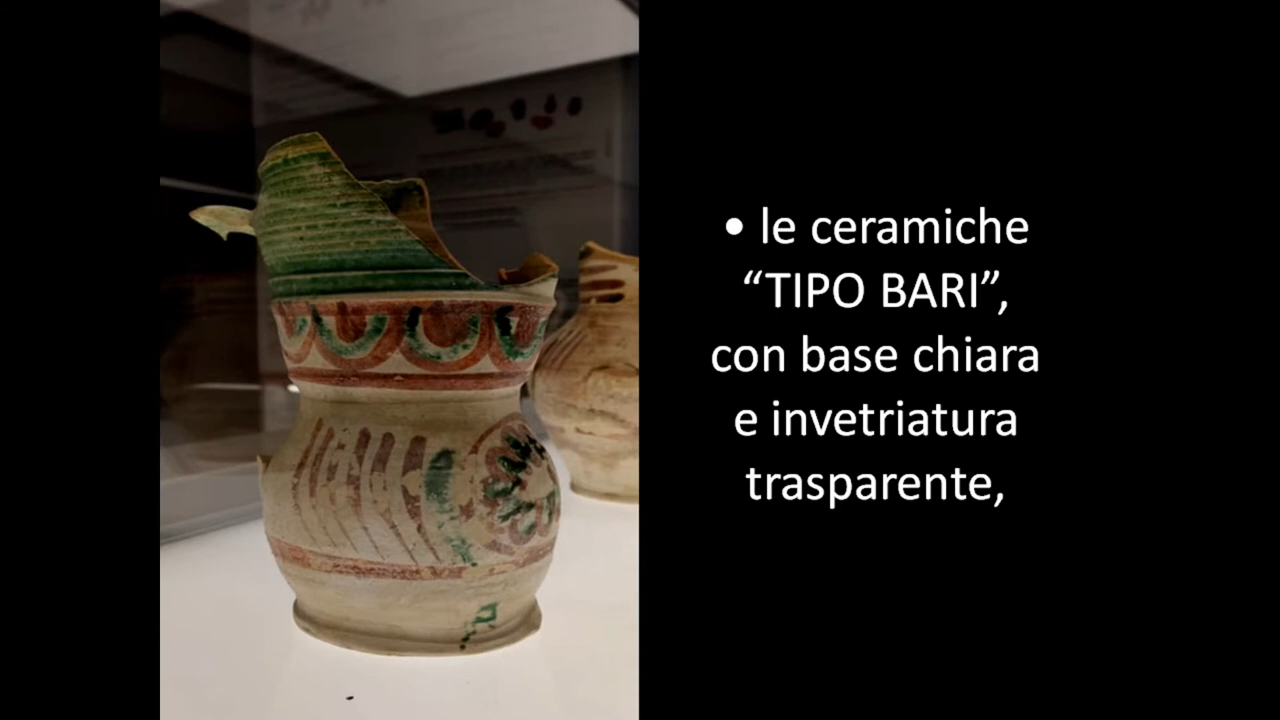 • le ceramiche
“TIPO BARI”,
con base chiara
e invetriatura
trasparente,